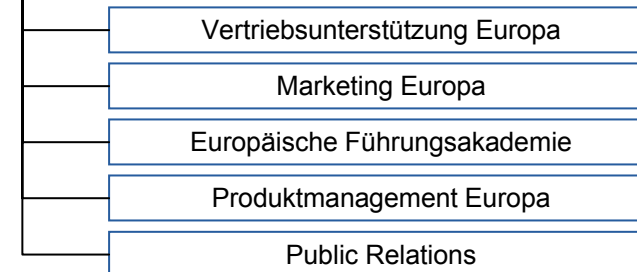 Vertriebsunterstützung Europa
Marketing Europa
Europäische Führungsakademie
Produktmanagement Europa
Public Relations